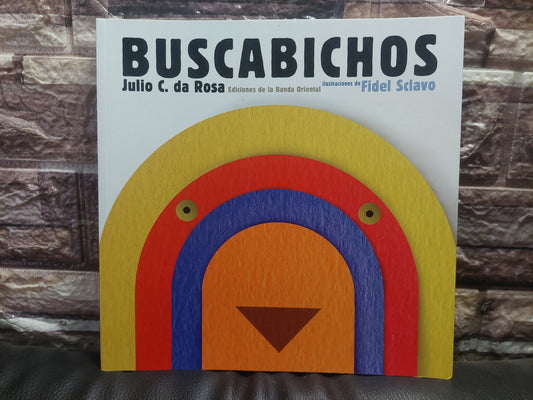 BUSCABICHOS
Julio C. da Rosa Ediciones de la Banda Oriental ilustraciones de Fidel Sclavo